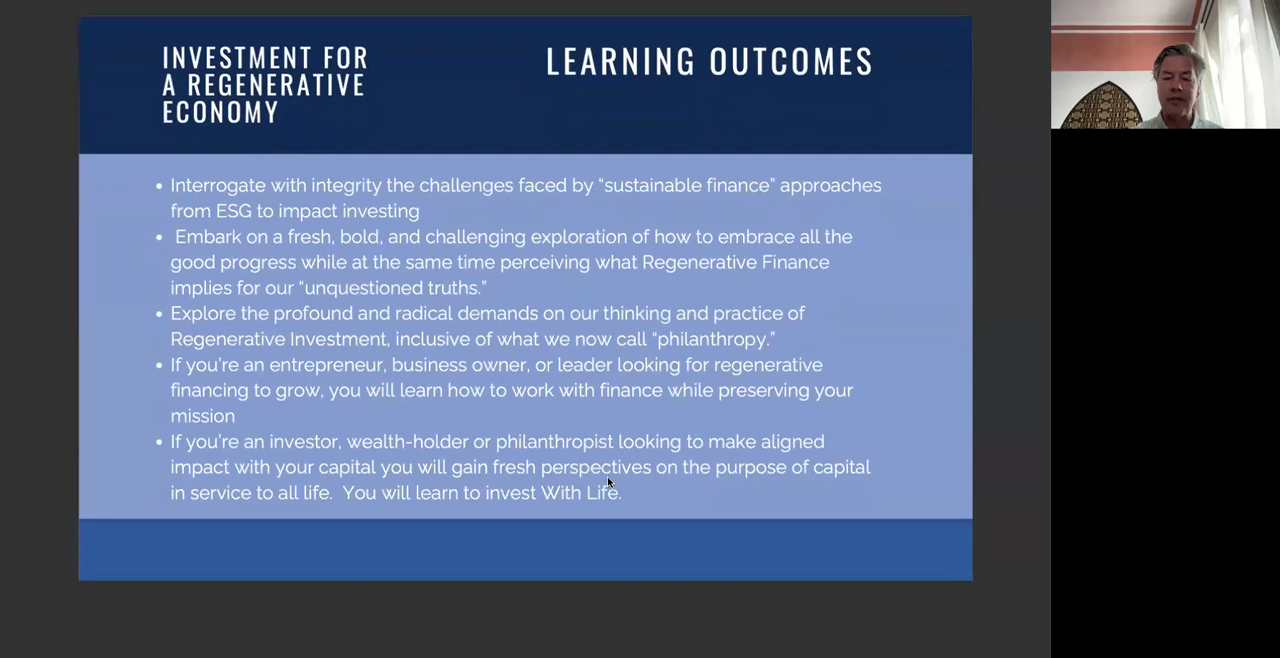 INVESTMENT FOR
A REGENERATIVE
ECONOMY
LEARNING OUTCOMES
• Interrogate with integrity the challenges faced by “sustainable finance” approaches
from ESG to impact investing
• Embark on a fresh, bold, and challenging exploration of how to embrace all the
good progress while at the same time perceiving what Regenerative Finance
implies for our “unquestioned truths.”
• Explore the profound and radical demands on our thinking and practice of
Regenerative Investment, inclusive of what we now call “philanthropy.”
• If you’re an entrepreneur, business owner, or leader looking for regenerative
financing to grow, you will learn how to work with finance while preserving your
mission
• If you’re an investor, wealth-holder or philanthropist looking to make aligned
impact with your capital you will gain fresh perspectives on the purpose of capital
in service to all life.  You will learn to invest With Life.